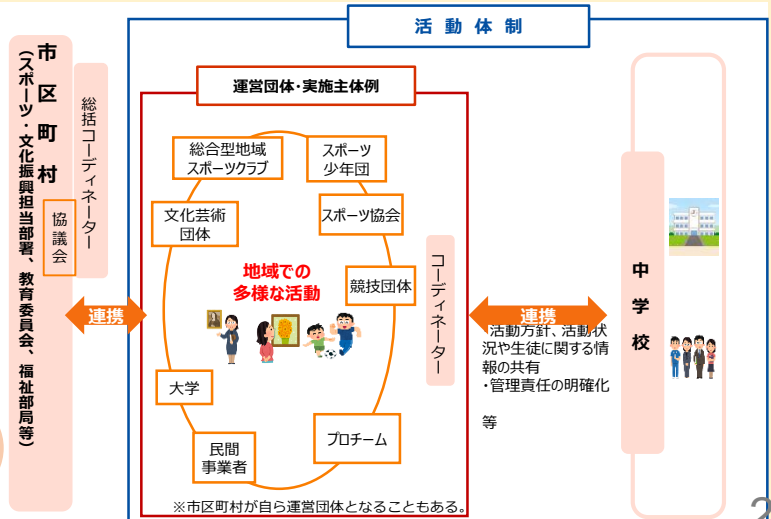 活動体制
市区町村
（スポーツ・文化振興担当部署、教育委員会、福祉部局等）
総括コーディネーター
協議会
連携
運営団体・実施主体例
総合型地域
スポーツクラブ
スポーツ
少年団
文化芸術
団体
スポーツ協会
競技団体
地域での
多様な活動
大学
民間
事業者
プロチーム
※市区町村が自ら運営団体となることもある。
コーディネーター
連携
・活動方針、活動状
況や生徒に関する情
報の共有
・管理責任の明確化
等
中学校
2